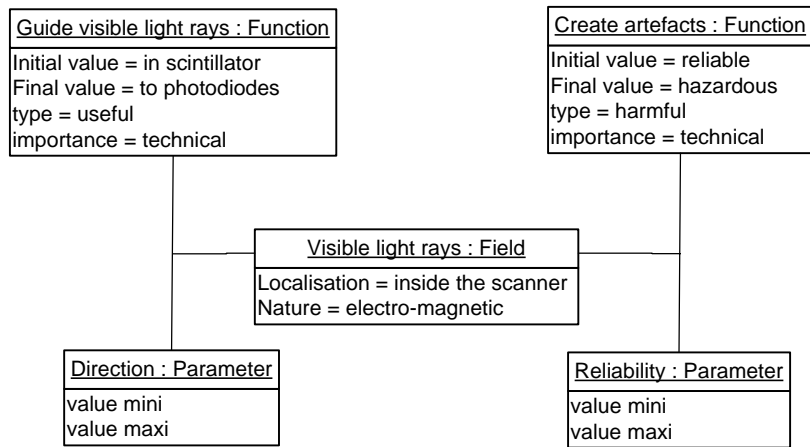 Guide visible light rays : Function
Initial value = in scintillator
Final value = to photodiodes
type = useful
importance = technical
Create artefacts : Function
Initial value = reliable
Final value = hazardous
type = harmful
importance = technical
Visible light rays : Field
Localisation = inside the scanner
Nature = electro-magnetic
Direction : Parameter
value mini
value maxi
Reliability : Parameter
value mini
value maxi